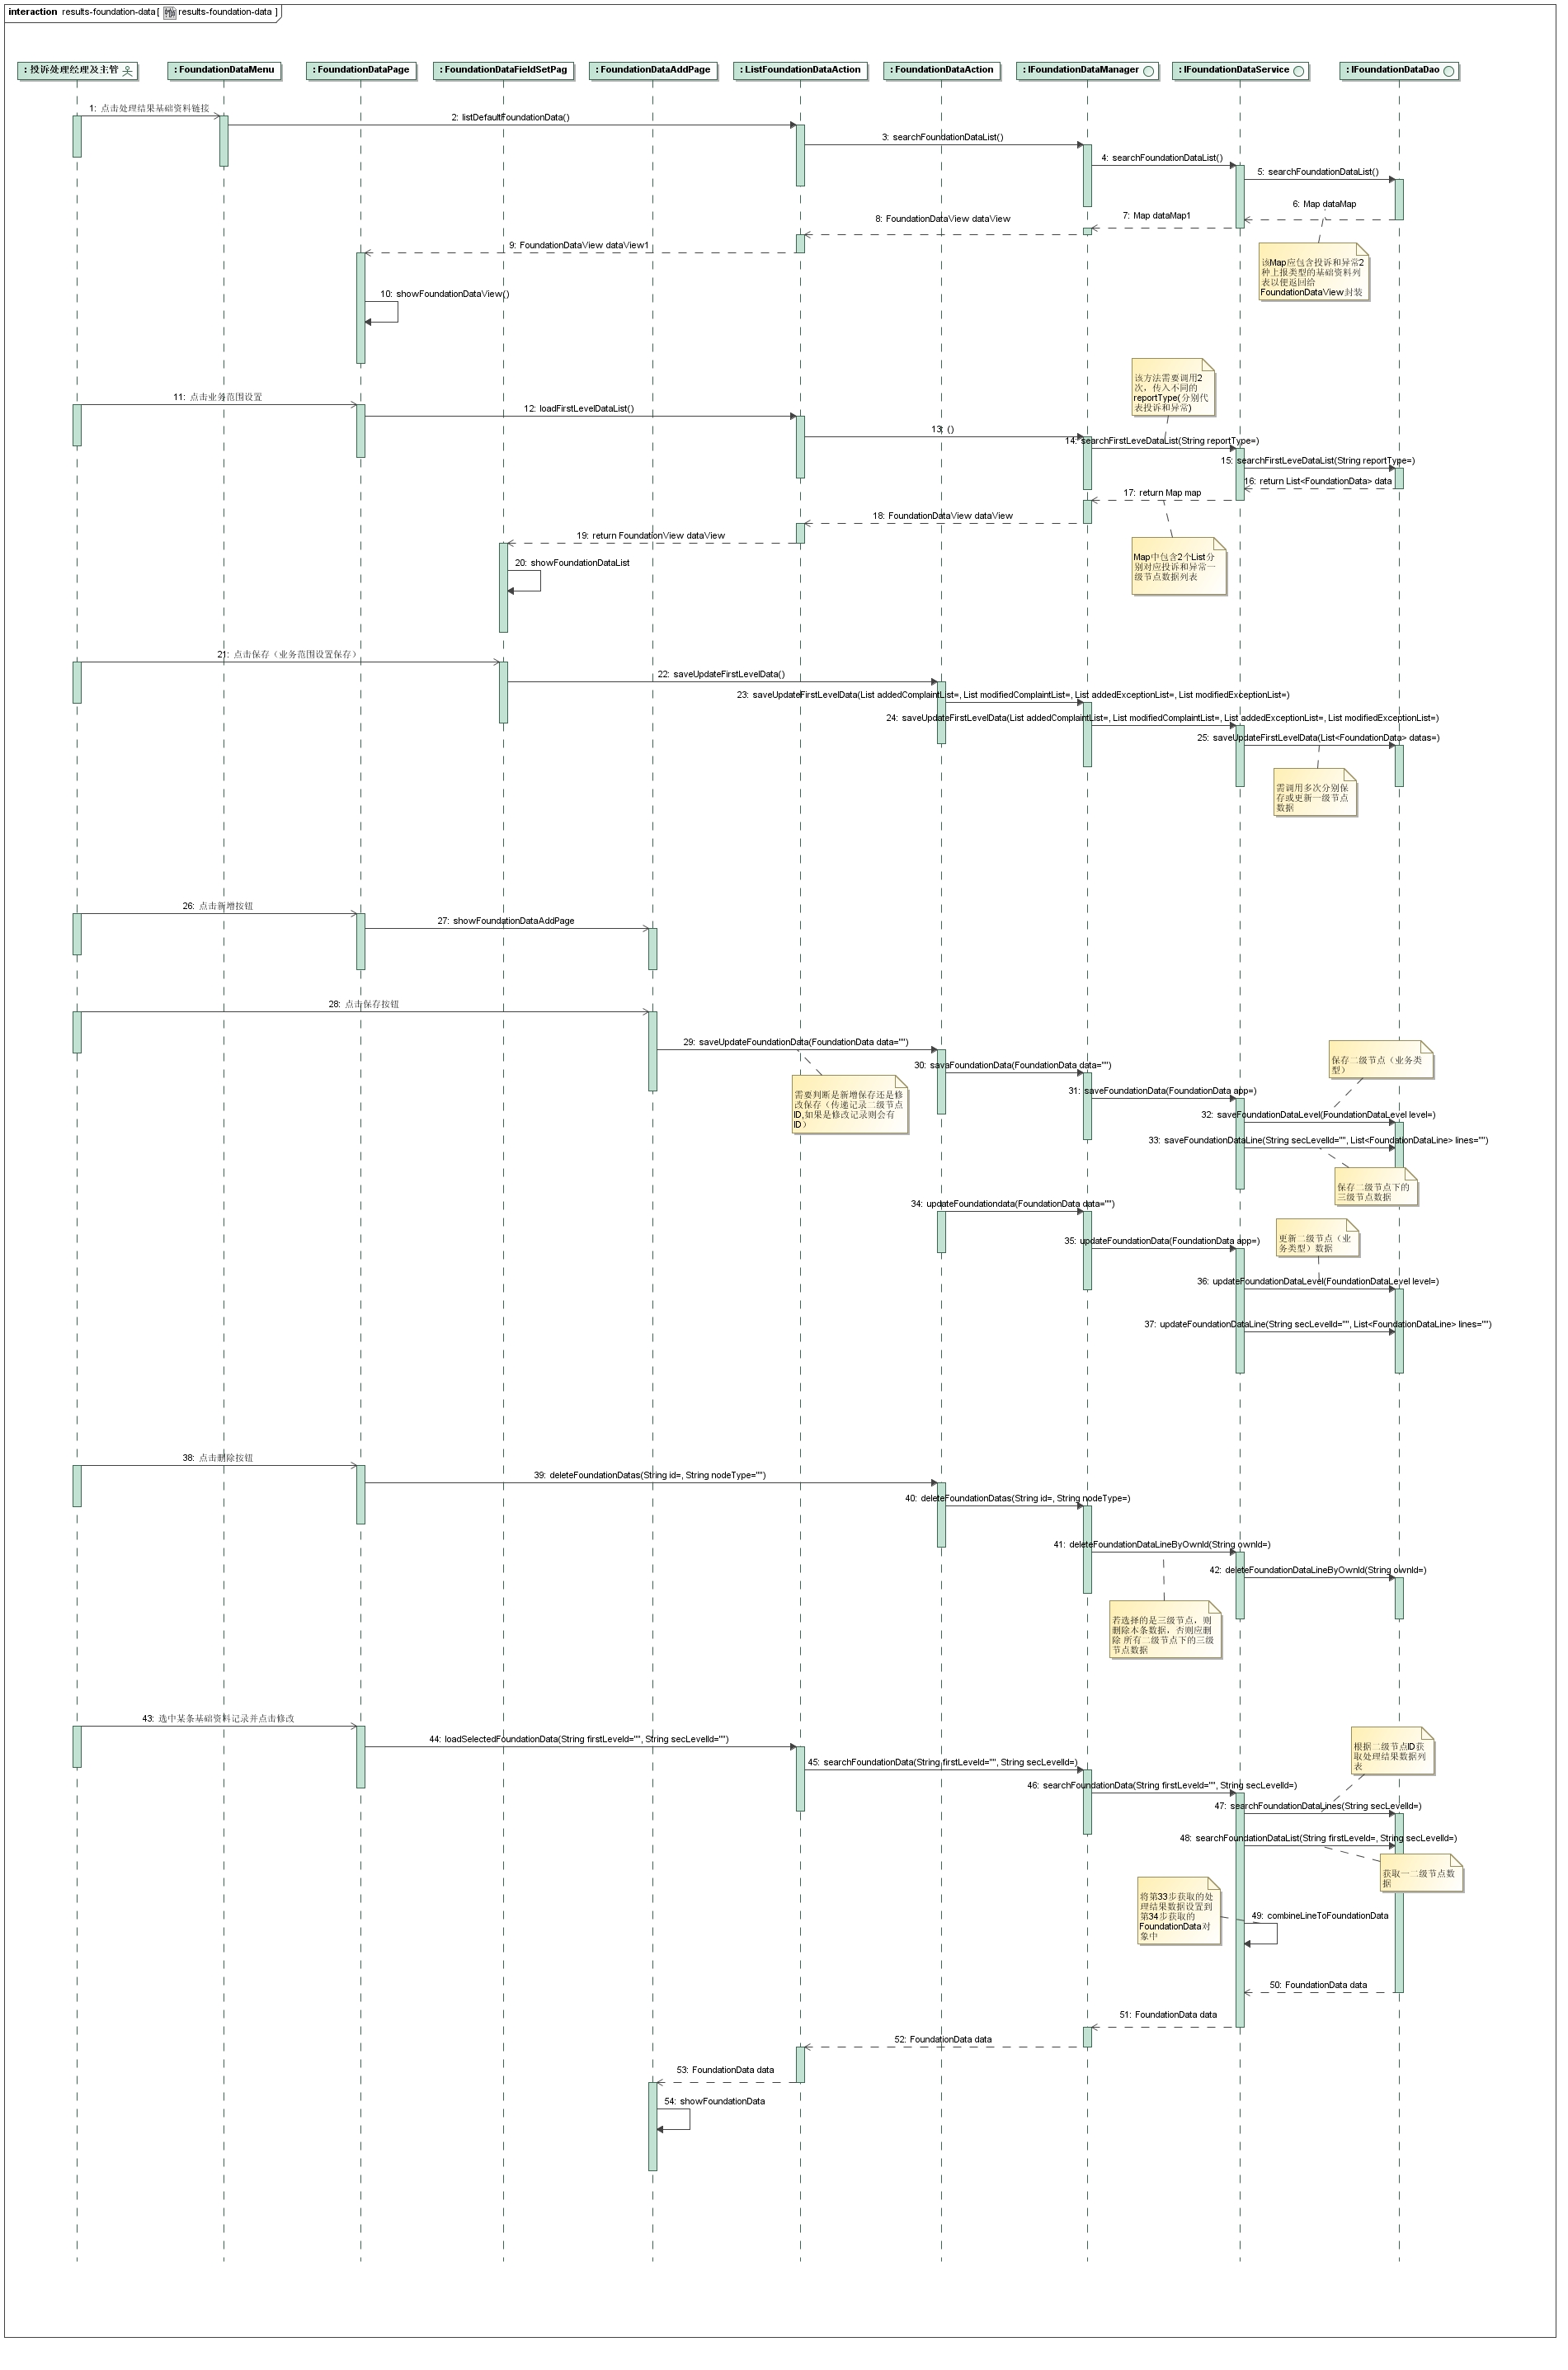 interaction results-foundation-data [ results-foundation-data ]
: 投诉处理经理及主管
: FoundationDataMenu
: FoundationDataPage
: FoundationDataFieldSetPag
: FoundationDataAddPage
: ListFoundationDataAction
: FoundationDataAction
: IFoundationDataManager
: IFoundationDataService
: IFoundationDataDao
1: 点击处理结果基础资料链接
2: listDefaultFoundationData()
3: searchFoundationDataList()
4: searchFoundationDataList()
5: searchFoundationDataList()
6: Map dataMap
7: Map dataMap1
8: FoundationDataView dataView
9: FoundationDataView dataView1
该Map应包含投诉和异常2
种上报类型的基础资料列
表以便返回给
FoundationDataView封装
10: showFoundationDataView()
该方法需要调用2
次，传入不同的
reportType(分别代
表投诉和异常)
11: 点击业务范围设置
12: loadFirstLevelDataList()
13: ()
14: searchFirstLeveDataList(String reportType=)
15: searchFirstLeveDataList(String reportType=)
16: return List<FoundationData> data
17: return Map map
18: FoundationDataView dataView
19: return FoundationView dataView
Map中包含2个List分
别对应投诉和异常一
级节点数据列表
20: showFoundationDataList
21: 点击保存（业务范围设置保存）
22: saveUpdateFirstLevelData()
23: saveUpdateFirstLevelData(List addedComplaintList=, List modifiedComplaintList=, List addedExceptionList=, List modifiedExceptionList=)
24: saveUpdateFirstLevelData(List addedComplaintList=, List modifiedComplaintList=, List addedExceptionList=, List modifiedExceptionList=)
25: saveUpdateFirstLevelData(List<FoundationData> datas=)
需调用多次分别保
存或更新一级节点
数据
26: 点击新增按钮
27: showFoundationDataAddPage
28: 点击保存按钮
29: saveUpdateFoundationData(FoundationData data="")
保存二级节点（业务类
型）
30: savaFoundationData(FoundationData data="")
需要判断是新增保存还是修
改保存（传递记录二级节点
ID,如果是修改记录则会有
ID）
31: saveFoundationData(FoundationData app=)
32: saveFoundationDataLevel(FoundationDataLevel level=)
33: saveFoundationDataLine(String secLevelId="", List<FoundationDataLine> lines="")
保存二级节点下的
三级节点数据
34: updateFoundationdata(FoundationData data="")
35: updateFoundationData(FoundationData app=)
更新二级节点（业
务类型）数据
36: updateFoundationDataLevel(FoundationDataLevel level=)
37: updateFoundationDataLine(String secLevelId="", List<FoundationDataLine> lines="")
38: 点击删除按钮
39: deleteFoundationDatas(String id=, String nodeType="")
40: deleteFoundationDatas(String id=, String nodeType=)
41: deleteFoundationDataLineByOwnId(String ownId=)
42: deleteFoundationDataLineByOwnId(String ownId=)
若选择的是三级节点，则
删除本条数据，否则应删
除 所有二级节点下的三级
节点数据
43: 选中某条基础资料记录并点击修改
44: loadSelectedFoundationData(String firstLeveId="", String secLevelId="")
45: searchFoundationData(String firstLeveId="", String secLevelId=)
46: searchFoundationData(String firstLeveId="", String secLevelId=)
根据二级节点ID获
取处理结果数据列
表
47: searchFoundationDataLines(String secLevelId=)
48: searchFoundationDataList(String firstLeveId=, String secLevelId=)
获取一二级节点数
据
将第33步获取的处
理结果数据设置到
第34步获取的
FoundationData对
象中
49: combineLineToFoundationData
50: FoundationData data
51: FoundationData data
52: FoundationData data
53: FoundationData data
54: showFoundationData